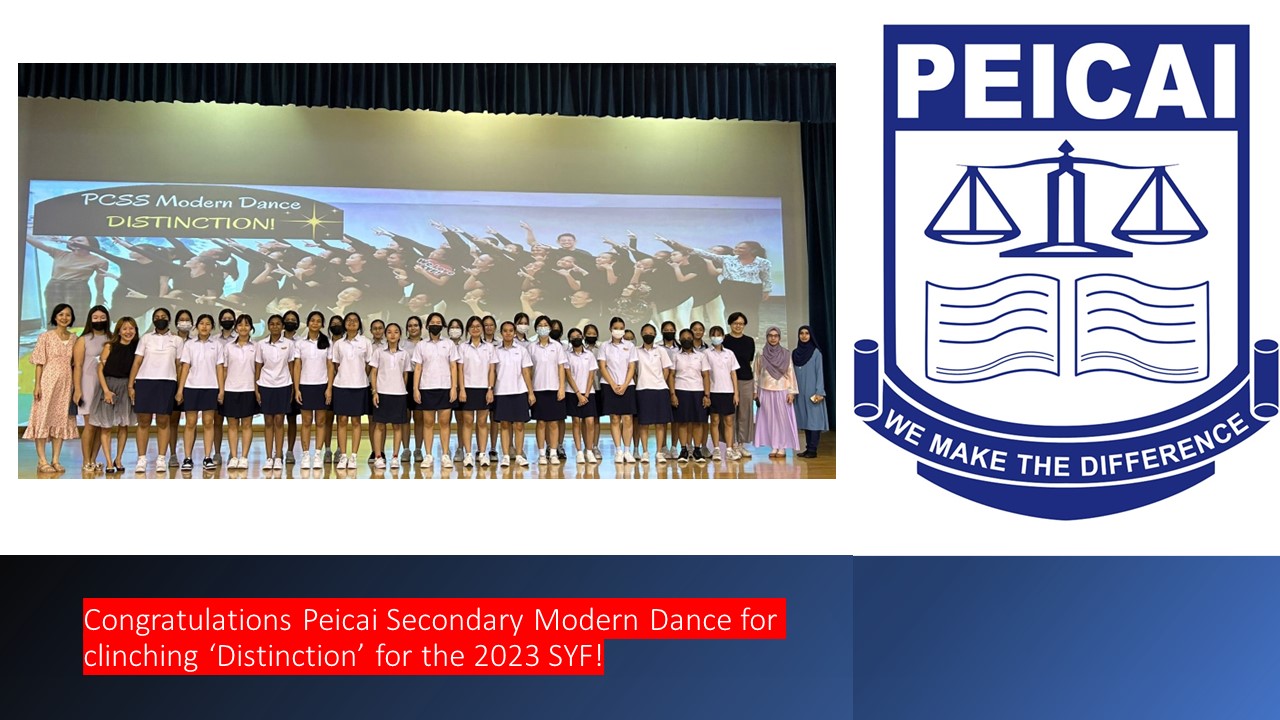 PCSS Modern Dance
DISTINCTION!
PEICAI
WE MAKE THE DIFFERENCE
Congratulations Peicai Secondary Modern Dance for
clinching ‘Distinction’ for the 2023 SYF!